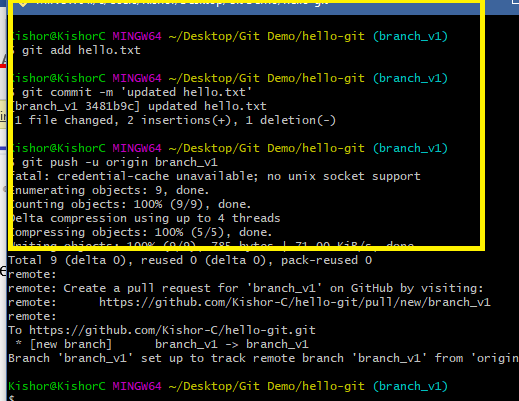 Kishor@KishorC MINGW64 ~/Desktop/Git Demo/hello-git (branch_v1)
$ git add hello.txt
Kishor@KishorC MINGW64 ~/Desktop/Git Demo/hello-git (branch_v1)
$ git commit -m 'updated hello.txt'
[branch_v1 3481b9c] updated hello.txt
1 file changed, 2 insertions(+), 1 deletion(-)
Kishor@KishorC MINGW64 ~/Desktop/Git Demo/hello-git (branch_v1)
$ git push -u origin branch_v1
fatal: credential-cache unavailable; no unix socket support
Enumerating objects: 9, done.
Counting objects: 100% (9/9), done.
Delta compression using up to 4 threads
Compressing objects: 100% (5/5), done.
Writing objects: 100% (9/9), 785 bytes | 71.00 KiB/s, done.
Total 9 (delta 0), reused 0 (delta 0), pack-reused 0
remote:
remote: Create a pull request for 'branch_v1' on GitHub by visiting:
remote:      https://github.com/Kishor-C/hello-git/pull/new/branch_v1
remote:
To https://github.com/Kishor-C/hello-git.git
 * [new branch]      branch_v1 -> branch_v1
Branch 'branch_v1' set up to track remote branch 'branch_v1' from 'origin
Kishor@KishorC MINGW64 ~/Desktop/Git Demo/hello-git (branch_v1)
$